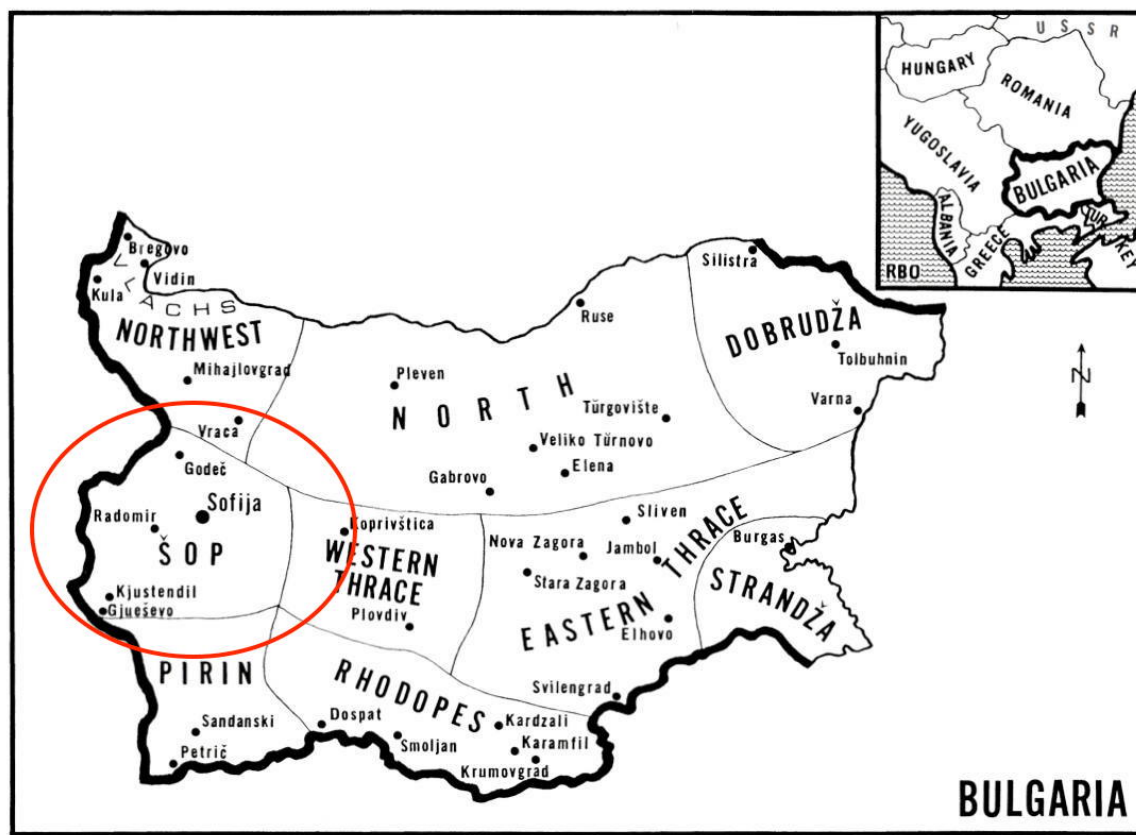 U S S R
HUNGARY
ROMANIA
YUGOSLAVIA
BULGARIA
ALBANIA
GREECE
TUR
KEY
RBO
N
Bregovo
Vidin
Kula
VLACHS
NORTHWEST
Mihajlovgrad
Vraca
Silistra
Ruse
DOBRUDŽA
Tolbuhnin
Varna
Pleven
NORTH
Tŭrgovište
Veliko Tŭrnovo
Elena
Gabrovo
Godeč
Sofija
Radomir
ŠOP
Kjustendil
Gjueševo
Koprivštica
WESTERN
THRACE
Plovdiv
Sliven
Nova Zagora
Jambol
Stara Zagora
EASTERN
THRACE
Elhovo
Burgas
STRANDŽA
Svilengrad
PIRIN
Sandanski
Petrič
RHODOPES
Dospat
Smoljan
Kardzali
Karamfil
Krumovgrad
BULGARIA